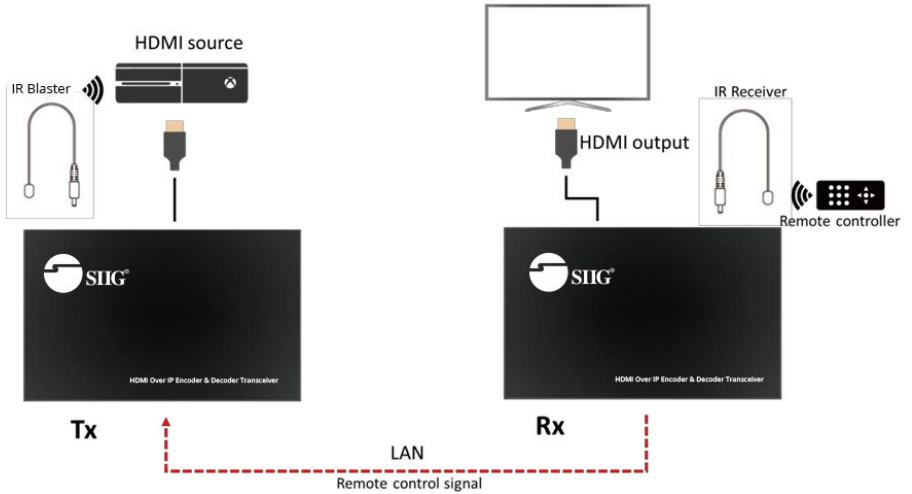 HDMI source
IR Blaster
IR Receiver
HDMI output
Remote controller
SIIG®
HDMI Over IP Encoder & Decoder Transceiver
SIIG®
HDMI Over IP Encoder & Decoder Transceiver
Tx
Rx
LAN
Remote control signal